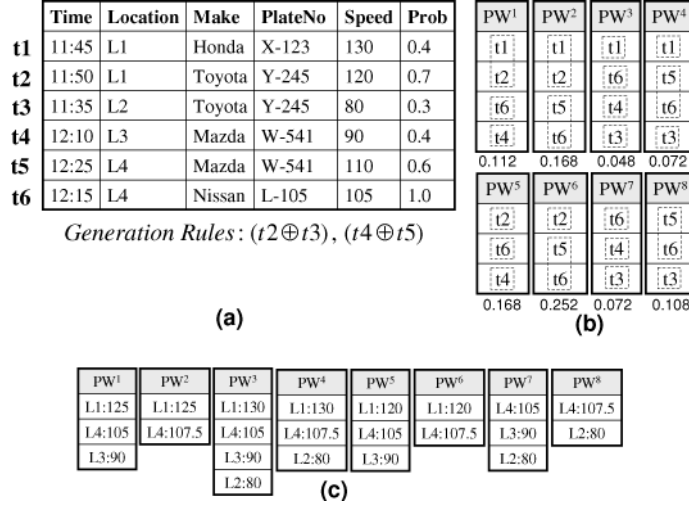 Time Location Make PlateNo Speed Prob
t1 11:45 L1 Honda X-123 130 0.4
t2 11:50 L1 Toyota Y-245 120 0.7
t3 11:35 L2 Toyota Y-245 80 0.3
t4 12:10 L3 Mazda W-541 90 0.4
t5 12:25 L4 Mazda W-541 110 0.6
t6 12:15 L4 Nissan L-105 105 1.0
Generation Rules: (t2⊕t3), (t4⊕t5)
(a)
PW¹ PW² PW³ PW⁴
t1 t1 t1 t1
t2 t2 t6 t5
t6 t5 t4 t6
t4 t6 t3 t3
0.112 0.168 0.048 0.072
PW⁵ PW⁶ PW⁷ PW⁸
t2 t2 t6 t5
t6 t5 t4 t6
t4 t6 t3 t3
0.168 0.252 0.072 0.108
(b)
PW¹ PW² PW³ PW⁴ PW⁵ PW⁶ PW⁷ PW⁸
L1:125 L1:125 L1:130 L1:130 L1:120 L1:120 L4:105 L4:107.5
L4:105 L4:107.5 L4:105 L4:107.5 L4:105 L4:107.5 L3:90 L2:80
L3:90 L3:90 L2:80 L3:90 L2:80
L2:80
(c)